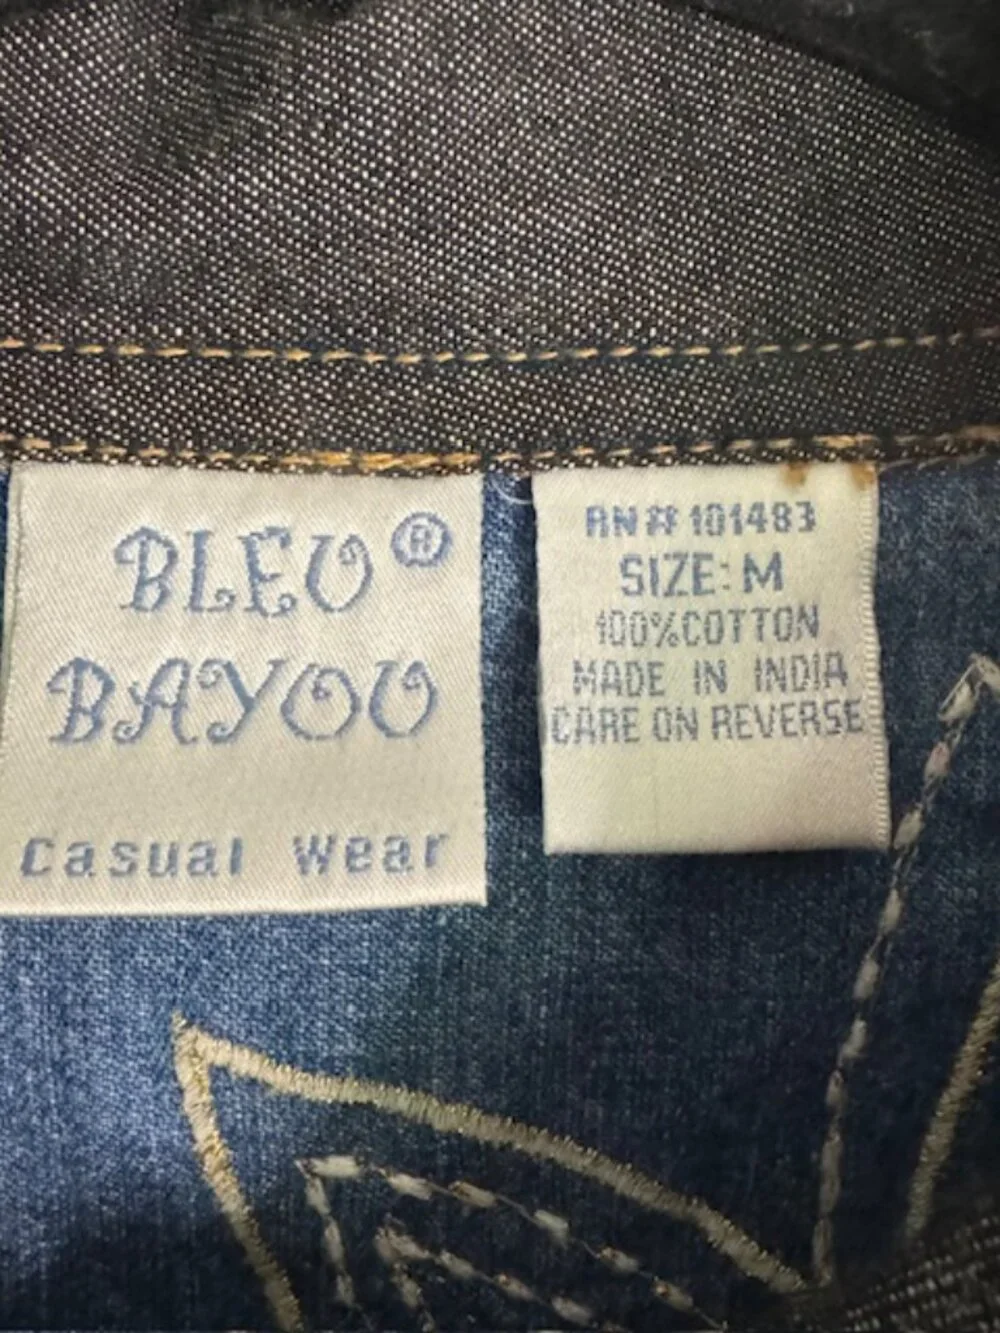 BLEU®
BAYOU
Casual Wear
RN# 101483
SIZE: M
100%COTTON
MADE IN INDIA
CARE ON REVERSE